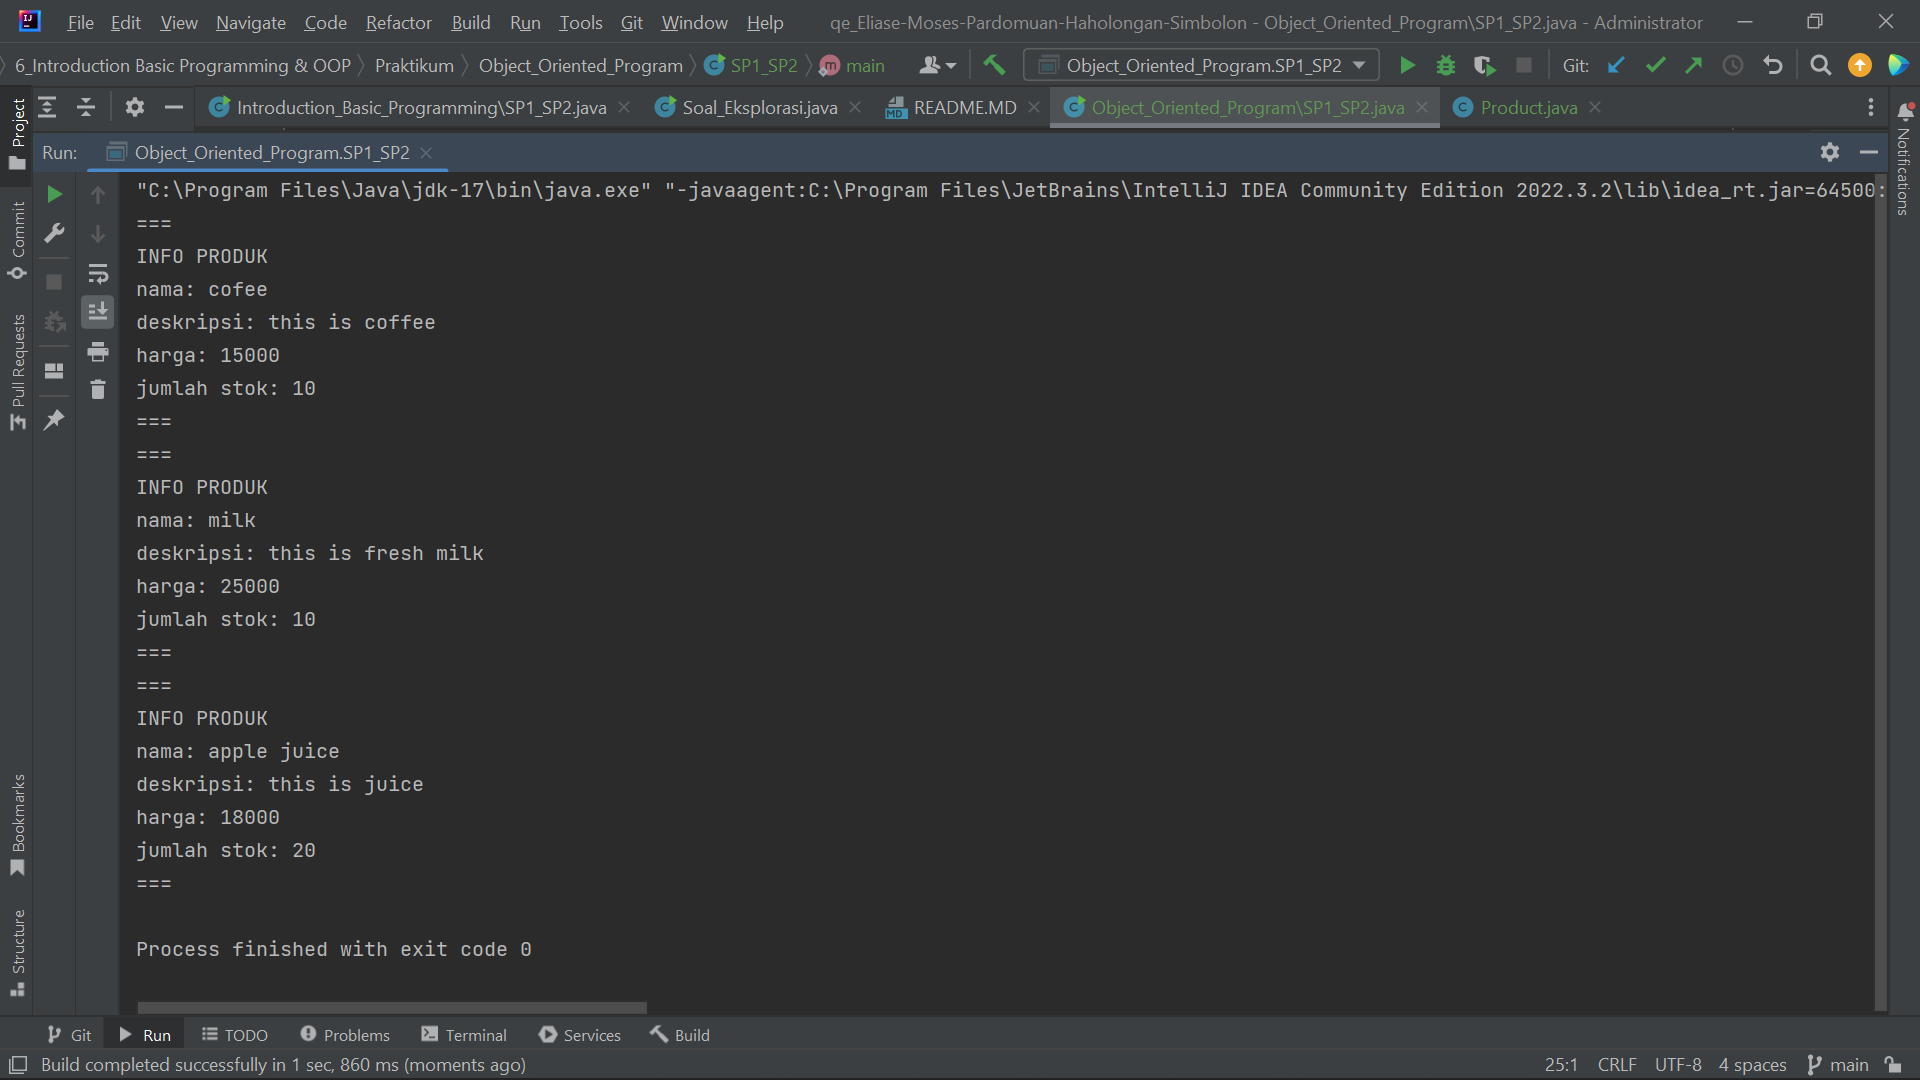 File Edit View Navigate Code Refactor Build Run Tools Git Window Help qe_Eliase-Moses-Pardomuan-Haholongan-Simbolon - Object_Oriented_Program\SP1_SP2.java - Administrator
6_Introduction Basic Programming & OOP Praktikum Object_Oriented_Program SP1_SP2 main Object_Oriented_Program.SP1_SP2 Git:
Introduction_Basic_Programming\SP1_SP2.java Soal_Eksplorasi.java README.MD Object_Oriented_Program\SP1_SP2.java Product.java
Run: Object_Oriented_Program.SP1_SP2
"C:\Program Files\Java\jdk-17\bin\java.exe" "-javaagent:C:\Program Files\JetBrains\IntelliJ IDEA Community Edition 2022.3.2\lib\idea_rt.jar=64500:
===
INFO PRODUK
nama: cofee
deskripsi: this is coffee
harga: 15000
jumlah stok: 10
===
===
INFO PRODUK
nama: milk
deskripsi: this is fresh milk
harga: 25000
jumlah stok: 10
===
===
INFO PRODUK
nama: apple juice
deskripsi: this is juice
harga: 18000
jumlah stok: 20
===
Process finished with exit code 0
Project
Commit
Pull Requests
Bookmarks
Structure
Notifications
Git Run TODO Problems Terminal Services Build
Build completed successfully in 1 sec, 860 ms (moments ago) 25:1 CRLF UTF-8 4 spaces main